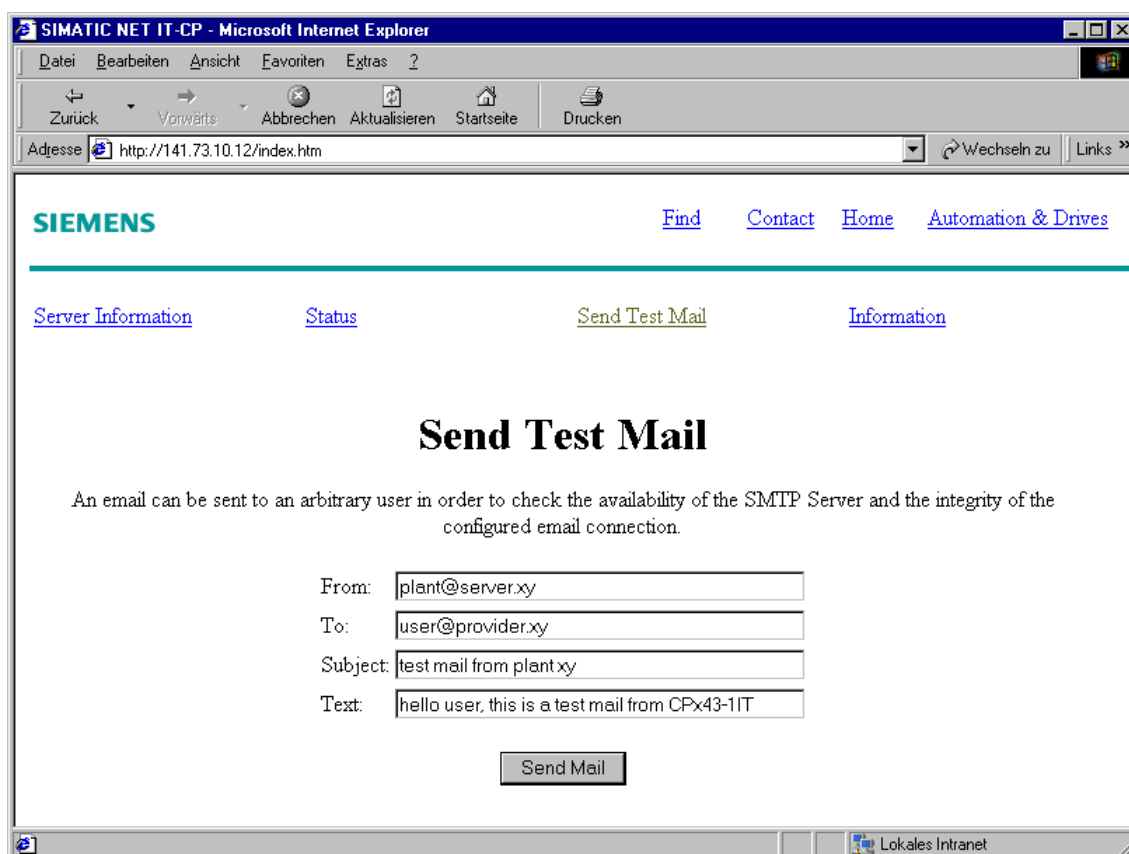 SIMATIC NET IT-CP - Microsoft Internet Explorer
Datei Bearbeiten Ansicht Favoriten Extras ?
Zurück Vorwärts Abbrechen Aktualisieren Startseite Drucken
Adresse http://141.73.10.12/index.htm Wechseln zu Links »
SIEMENS Find Contact Home Automation & Drives
Server Information Status Send Test Mail Information
Send Test Mail
An email can be sent to an arbitrary user in order to check the availability of the SMTP Server and the integrity of the
configured email connection.
From: plant@server.xy
To: user@provider.xy
Subject: test mail from plant xy
Text: hello user, this is a test mail from CPx43-1IT
Send Mail
Lokales Intranet